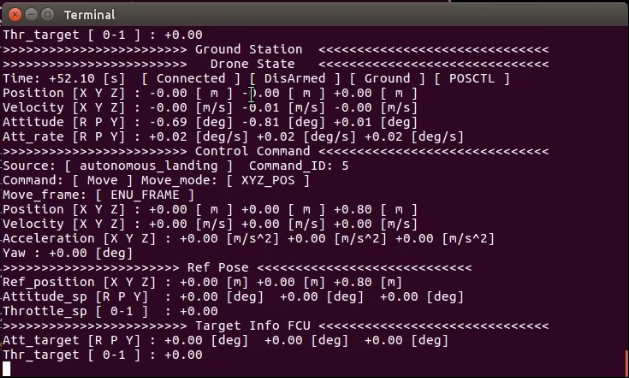 Terminal
Thr_target [ 0-1 ] : +0.00
>>>>>>>>>>>>>>>>>>>>>>>> Ground Station <<<<<<<<<<<<<<<<<<<<<<<<<<<<<<
>>>>>>>>>>>>>>>>>>>>>>>> Drone State <<<<<<<<<<<<<<<<<<<<<<<<<<<<<<
Time: +52.10 [s] [ Connected ] [ DisArmed ] [ Ground ] [ POSCTL ]
Position [X Y Z] : -0.00 [ m ] -0.00 [ m ] +0.00 [ m ]
Velocity [X Y Z] : -0.00 [m/s] -0.01 [m/s] -0.00 [m/s]
Attitude [R P Y] : -0.69 [deg] -0.81 [deg] +0.01 [deg]
Att_rate [R P Y] : +0.02 [deg/s] +0.02 [deg/s] +0.02 [deg/s]
>>>>>>>>>>>>>>>>>>>>>>>> Control Command <<<<<<<<<<<<<<<<<<<<<<<<<<<<<<
Source: [ autonomous_landing ] Command_ID: 5
Command: [ Move ] Move_mode: [ XYZ_POS ]
Move_frame: [ ENU_FRAME ]
Position [X Y Z] : +0.00 [ m ] +0.00 [ m ] +0.80 [ m ]
Velocity [X Y Z] : +0.00 [m/s] +0.00 [m/s] +0.00 [m/s]
Acceleration [X Y Z] : +0.00 [m/s^2] +0.00 [m/s^2] +0.00 [m/s^2]
Yaw : +0.00 [deg]
>>>>>>>>>>>>>>>>>>>>>>> Ref Pose <<<<<<<<<<<<<<<<<<<<<<<<<<<<
Ref_position [X Y Z] : +0.00 [m] +0.00 [m] +0.80 [m]
Attitude_sp [R P Y] : +0.00 [deg] +0.00 [deg] +0.00 [deg]
Throttle_sp [ 0-1 ] : +0.00
>>>>>>>>>>>>>>>>>>>>>>>> Target Info FCU <<<<<<<<<<<<<<<<<<<<<<<<<<<<<<
Att_target [R P Y] : +0.00 [deg] +0.00 [deg] +0.00 [deg]
Thr_target [ 0-1 ] : +0.00